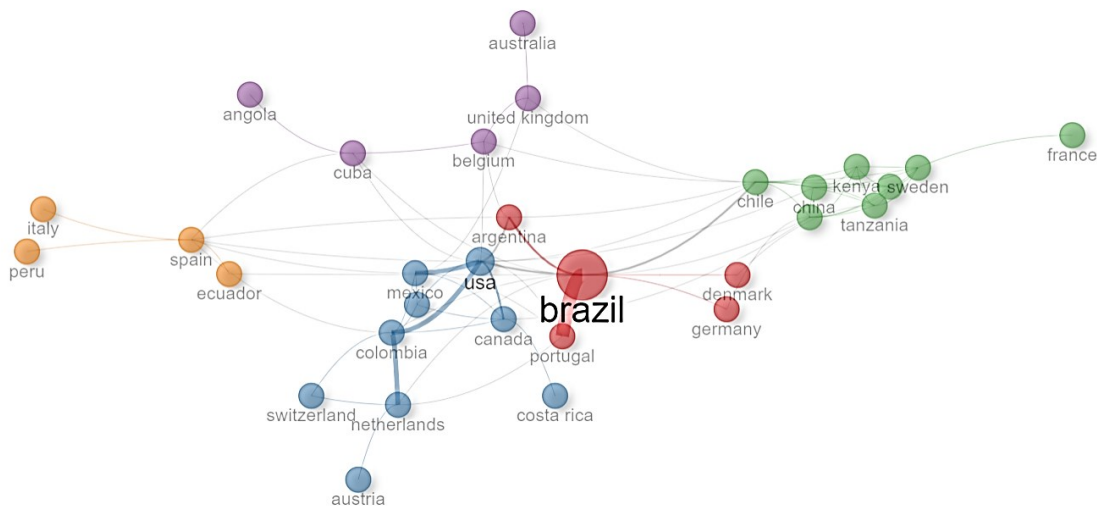 australia
angola
united kingdom
cuba
belgium
france
chile
kenya
sweden
china
tanzania
italy
argentina
peru
spain
usa
ecuador
mexico
denmark
brazil
germany
colombia
canada
portugal
switzerland
netherlands
costa rica
austria